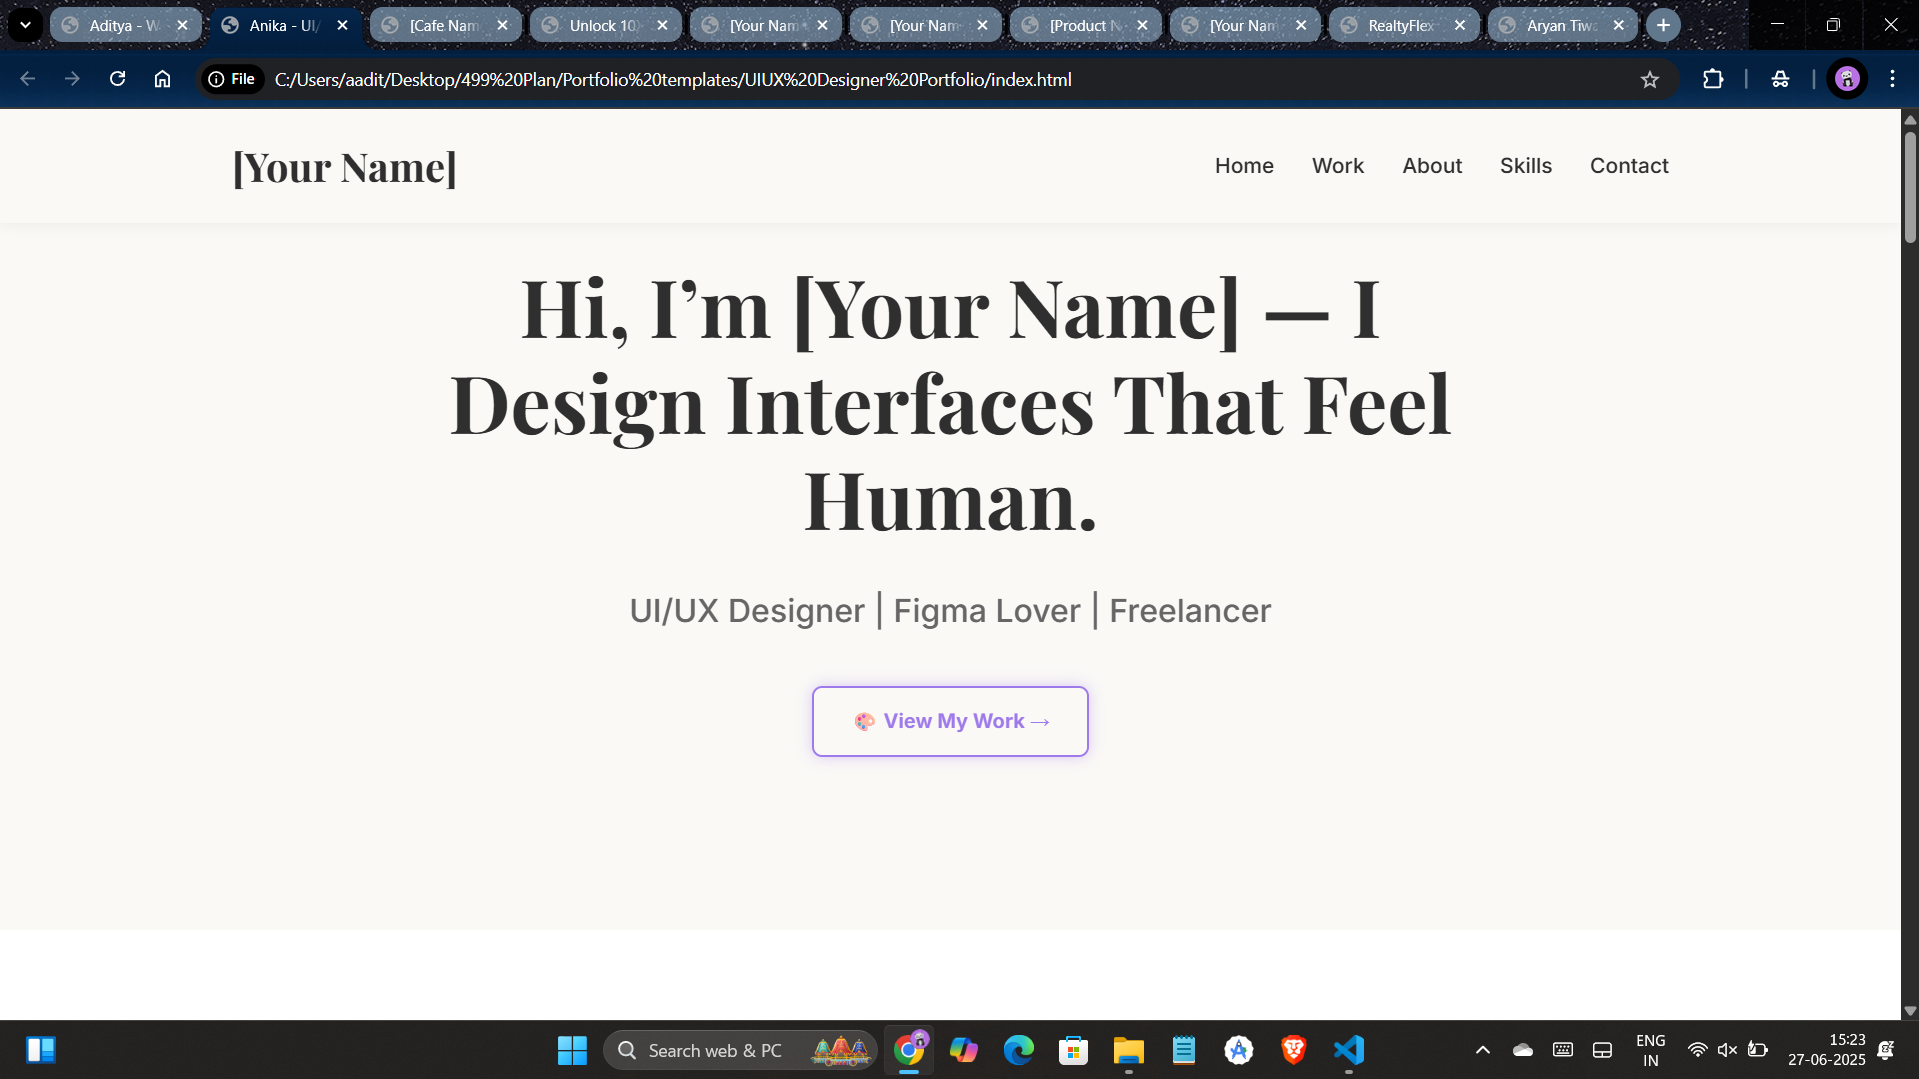 Aditya - W
Anika - UI/
[Cafe Nam
Unlock 10
[Your Nam
[Your Nam
[Product N
[Your Nam
RealtyFlex
Aryan Tiwa
File
C:/Users/aadit/Desktop/499%20Plan/Portfolio%20templates/UIUX%20Designer%20Portfolio/index.html
[Your Name]
Home
Work
About
Skills
Contact
Hi, I’m [Your Name] — I
Design Interfaces That Feel
Human.
UI/UX Designer | Figma Lover | Freelancer
🎨 View My Work →
Search web & PC
ENG
IN
15:23
27-06-2025